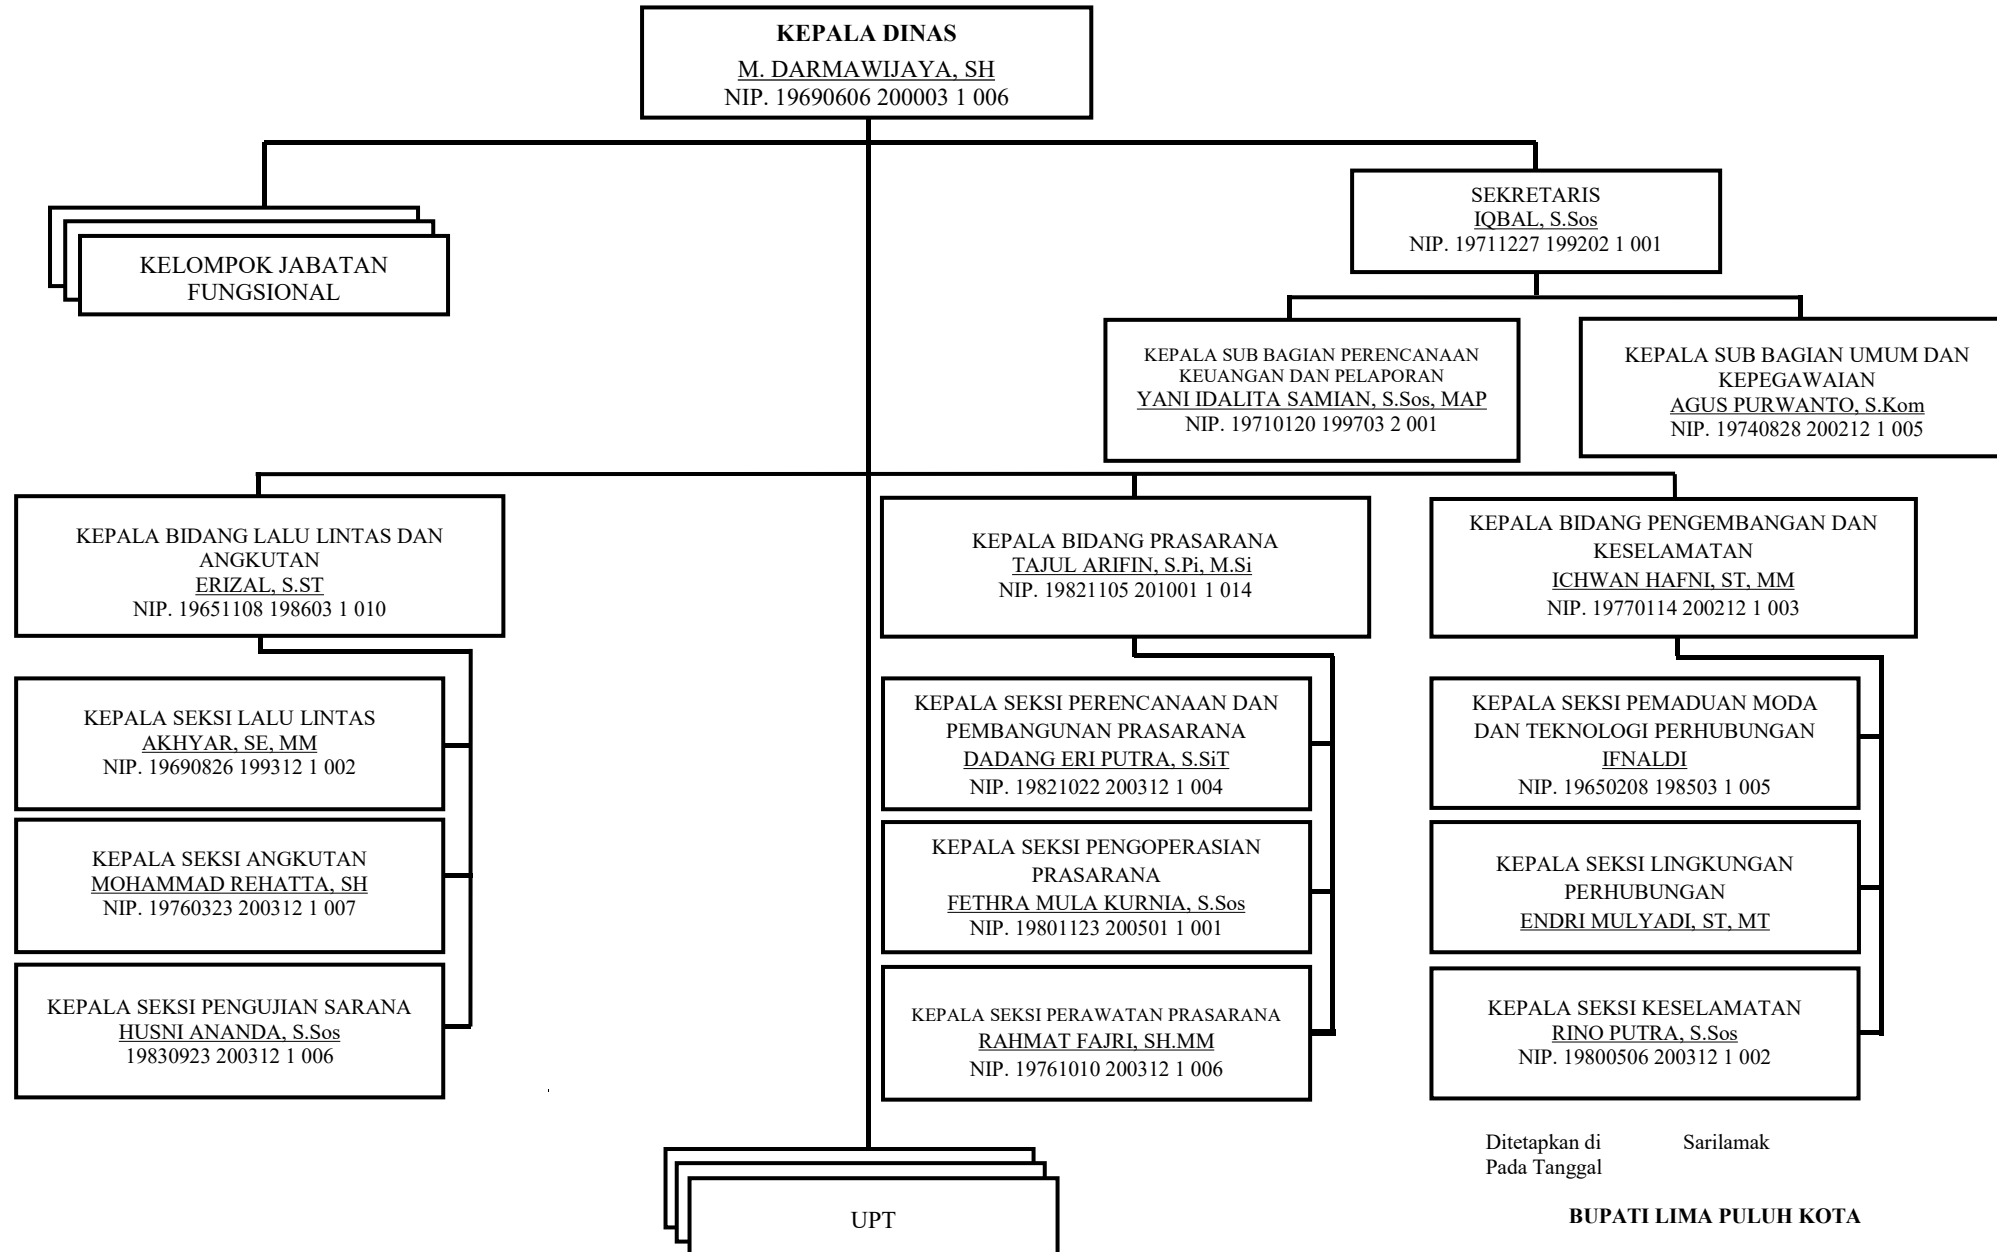 KEPALA DINAS
M. DARMAWIJAYA, SH
NIP. 19690606 200003 1 006
KELOMPOK JABATAN
FUNGSIONAL
SEKRETARIS
IQBAL, S.Sos
NIP. 19711227 199202 1 001
KEPALA SUB BAGIAN PERENCANAAN
KEUANGAN DAN PELAPORAN
YANI IDALITA SAMIAN, S.Sos, MAP
NIP. 19710120 199703 2 001
KEPALA SUB BAGIAN UMUM DAN
KEPEGAWAIAN
AGUS PURWANTO, S.Kom
NIP. 19740828 200212 1 005
KEPALA BIDANG LALU LINTAS DAN
ANGKUTAN
ERIZAL, S.ST
NIP. 19651108 198603 1 010
KEPALA SEKSI LALU LINTAS
AKHYAR, SE, MM
NIP. 19690826 199312 1 002
KEPALA SEKSI ANGKUTAN
MOHAMMAD REHATTA, SH
NIP. 19760323 200312 1 007
KEPALA SEKSI PENGUJIAN SARANA
HUSNI ANANDA, S.Sos
19830923 200312 1 006
KEPALA BIDANG PRASARANA
TAJUL ARIFIN, S.Pi, M.Si
NIP. 19821105 201001 1 014
KEPALA SEKSI PERENCANAAN DAN
PEMBANGUNAN PRASARANA
DADANG ERI PUTRA, S.SiT
NIP. 19821022 200312 1 004
KEPALA SEKSI PENGOPERASIAN
PRASARANA
FETHRA MULA KURNIA, S.Sos
NIP. 19801123 200501 1 001
KEPALA SEKSI PERAWATAN PRASARANA
RAHMAT FAJRI, SH.MM
NIP. 19761010 200312 1 006
KEPALA BIDANG PENGEMBANGAN DAN
KESELAMATAN
ICHWAN HAFNI, ST, MM
NIP. 19770114 200212 1 003
KEPALA SEKSI PEMADUAN MODA
DAN TEKNOLOGI PERHUBUNGAN
IFNALDI
NIP. 19650208 198503 1 005
KEPALA SEKSI LINGKUNGAN
PERHUBUNGAN
ENDRI MULYADI, ST, MT
KEPALA SEKSI KESELAMATAN
RINO PUTRA, S.Sos
NIP. 19800506 200312 1 002
UPT
Ditetapkan di Sarilamak
Pada Tanggal
BUPATI LIMA PULUH KOTA